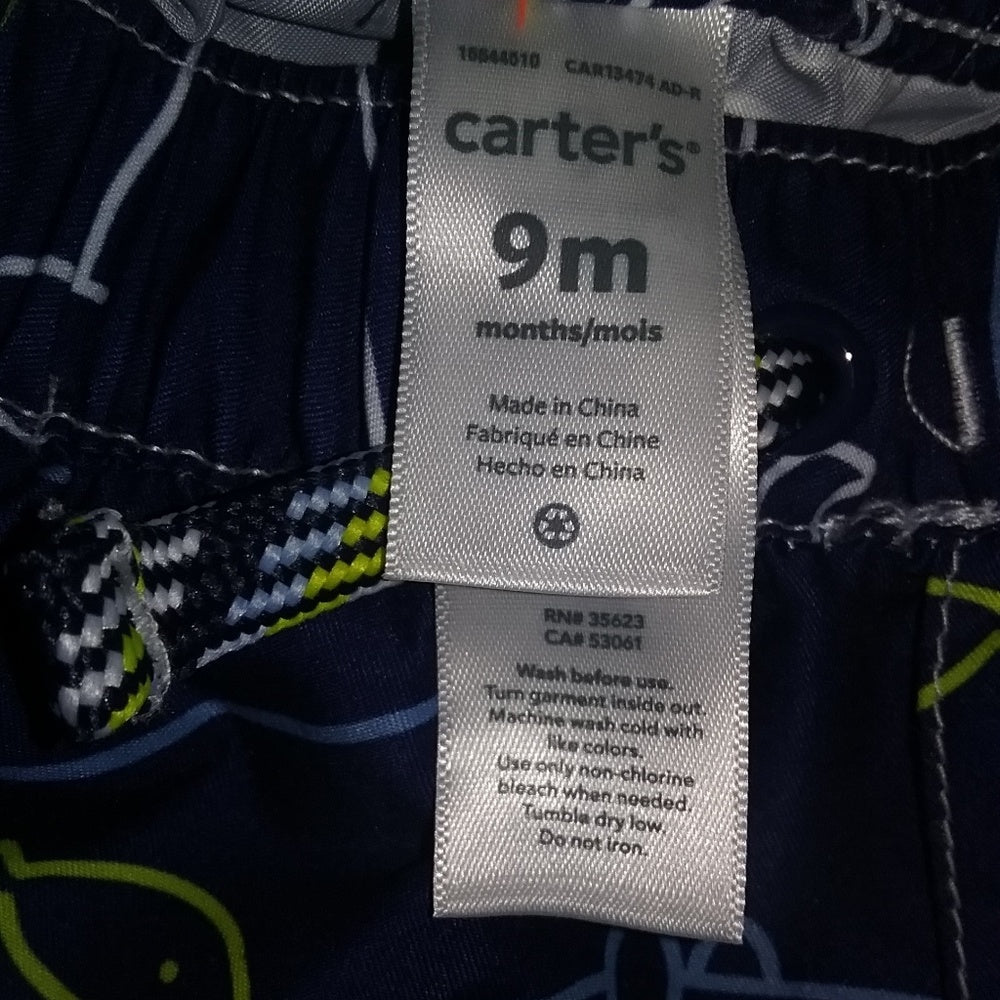 16644510 CAR13474 AD-R
carter's®
9m
months/mois
Made in China
Fabriqué en Chine
Hecho en China
RN# 35623
CA# 53061
Wash before use.
Turn garment inside out.
Machine wash cold with
like colors.
Use only non-chlorine
bleach when needed.
Tumble dry low.
Do not iron.